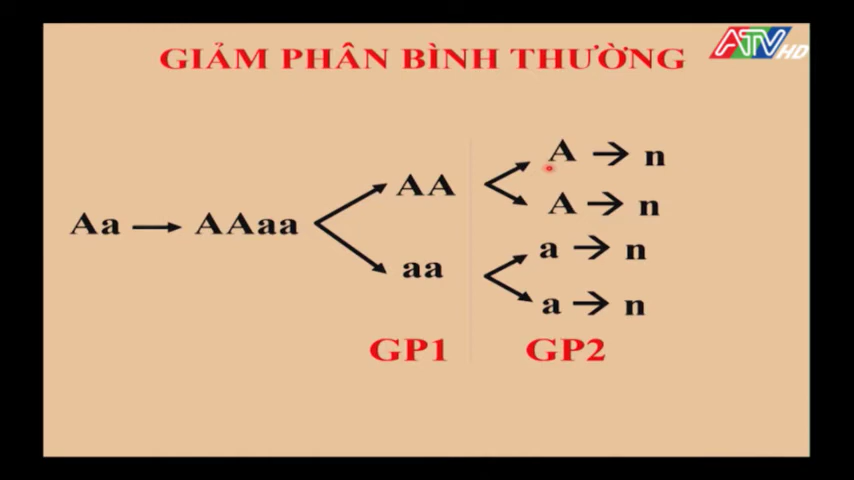 GIẢM PHÂN BÌNH THƯỜNG
ATV HD
A → n
AA
A → n
Aa → AAaa
a → n
aa
a → n
GP1 GP2